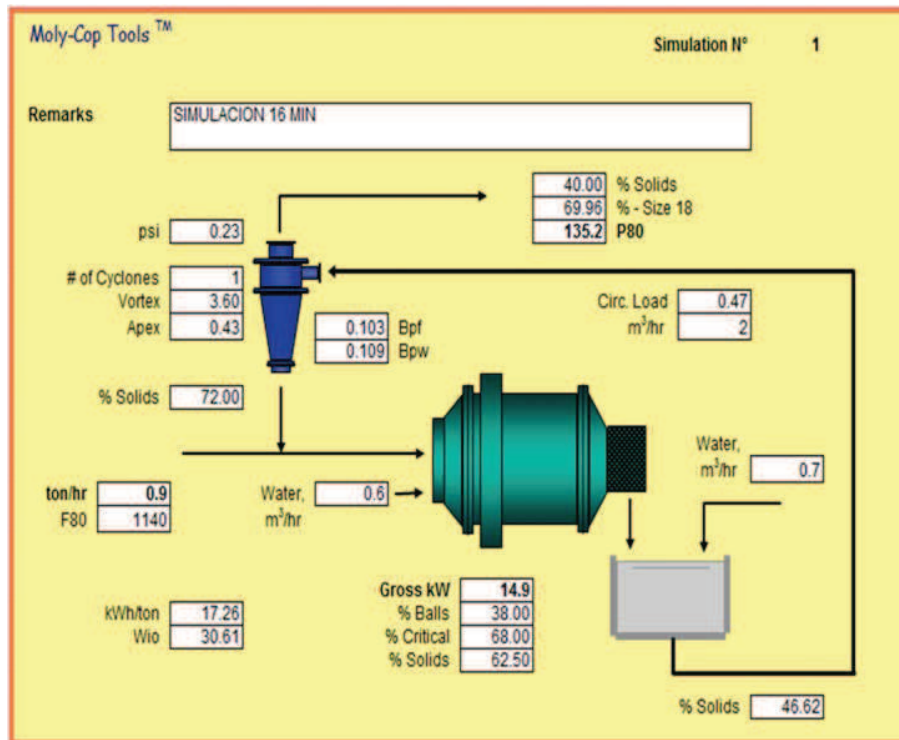 Moly-Cop Tools ™
Simulation N° 1
Remarks SIMULACION 16 MIN
40.00 % Solids
69.96 % - Size 18
135.2 P80
psi 0.23
# of Cyclones 1
Vortex 3.60
Apex 0.43
0.103 Bpf
0.109 Bpw
Circ. Load 0.47
m³/hr 2
% Solids 72.00
ton/hr 0.9
F80 1140
Water, m³/hr 0.6
Water, m³/hr 0.7
kWh/ton 17.26
Wio 30.61
Gross kW 14.9
% Balls 38.00
% Critical 68.00
% Solids 62.50
% Solids 46.62